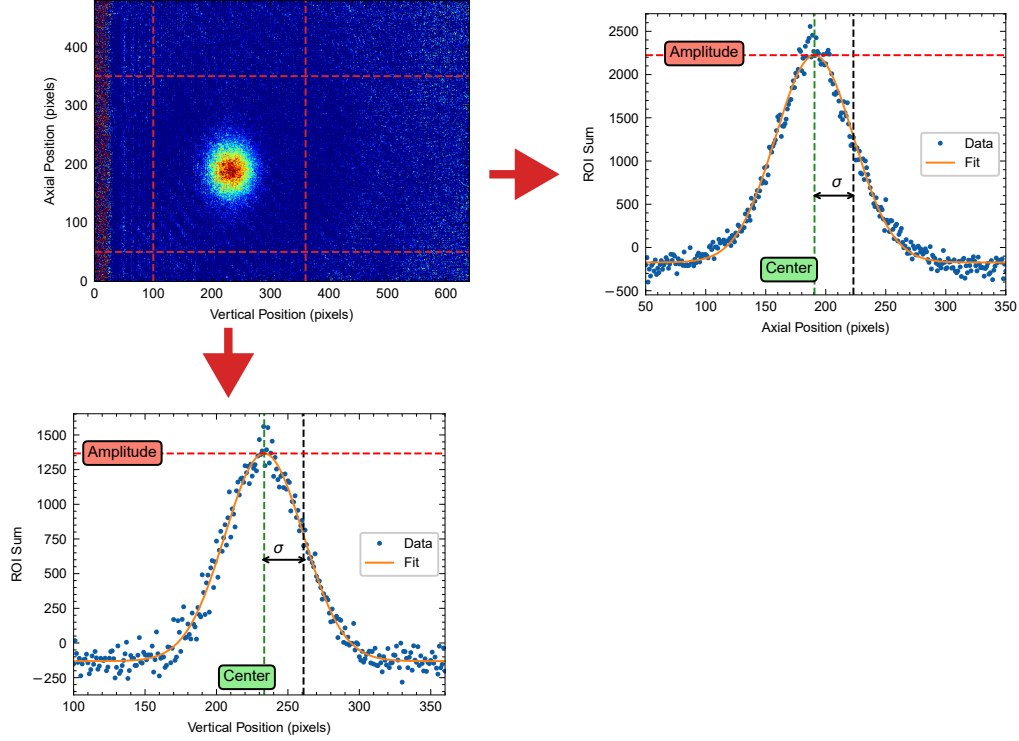 Axial Position (pixels)
400
300
200
100
0
0
100
200
300
400
500
600
Vertical Position (pixels)
ROI Sum
2500
2000
1500
1000
500
0
−500
50
100
150
200
250
300
350
Axial Position (pixels)
Amplitude
Center
σ
Data
Fit
ROI Sum
1500
1250
1000
750
500
250
0
−250
100
150
200
250
300
350
Vertical Position (pixels)
Amplitude
Center
σ
Data
Fit